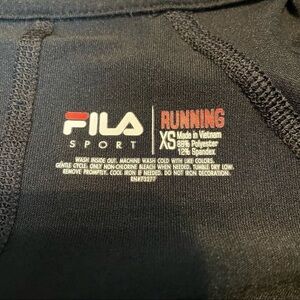 FILA
SPORT
RUNNING
XS
Made in Vietnam
88% Polyester
12% Spandex
WASH INSIDE OUT. MACHINE WASH COLD WITH LIKE COLORS.
GENTLE CYCLE. ONLY NON-CHLORINE BLEACH WHEN NEEDED. TUMBLE DRY LOW.
REMOVE PROMPTLY. COOL IRON IF NEEDED. DO NOT IRON DECORATION.
RN#73277